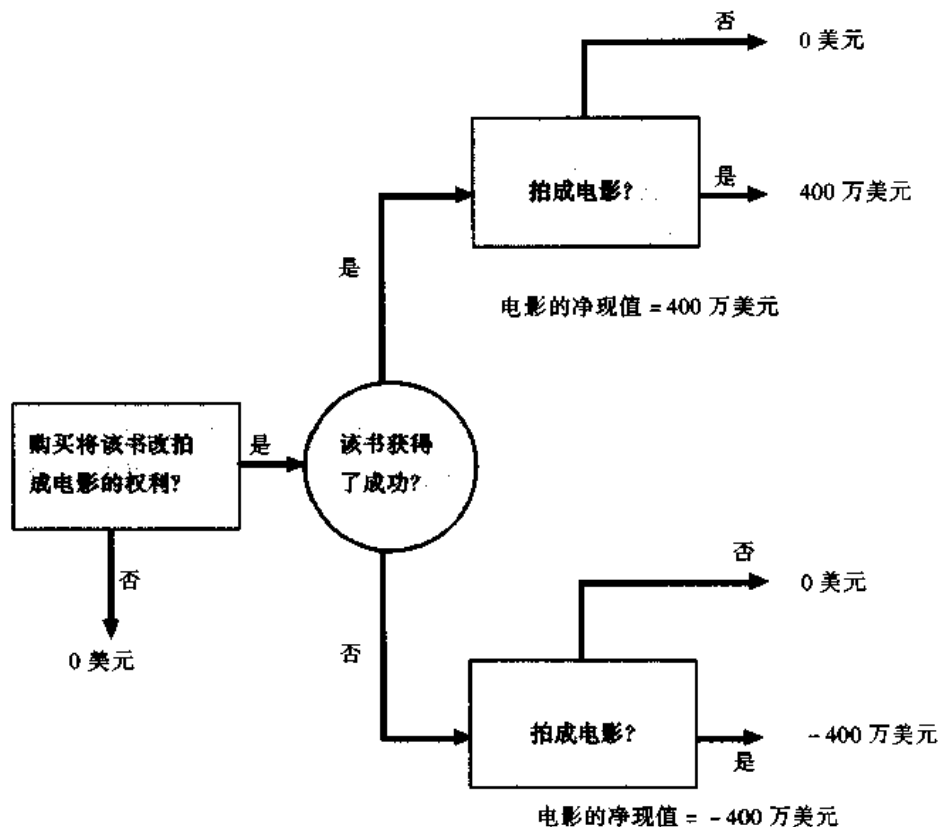 否
0 美元
拍成电影?
是
400 万美元
是
电影的净现值 = 400 万美元
购买将该书改拍
成电影的权利?
是
该书获得
了成功?
否
0 美元
否
0 美元
否
拍成电影?
是
- 400 万美元
电影的净现值 = - 400 万美元